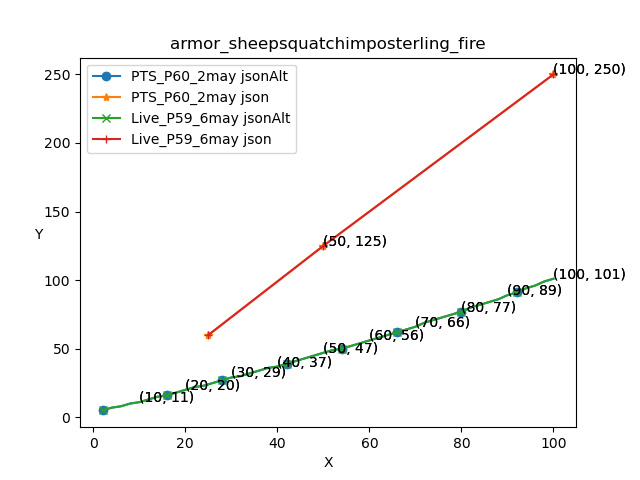 armor_sheepsquatchimposterling_fire
PTS_P60_2may jsonAlt
PTS_P60_2may json
Live_P59_6may jsonAlt
Live_P59_6may json
Y
250
200
150
100
50
0
(100, 250)
(50, 125)
(100, 101)
(90, 89)
(80, 77)
(70, 66)
(60, 56)
(50, 47)
(40, 37)
(30, 29)
(20, 20)
(10, 11)
0 20 40 60 80 100
X